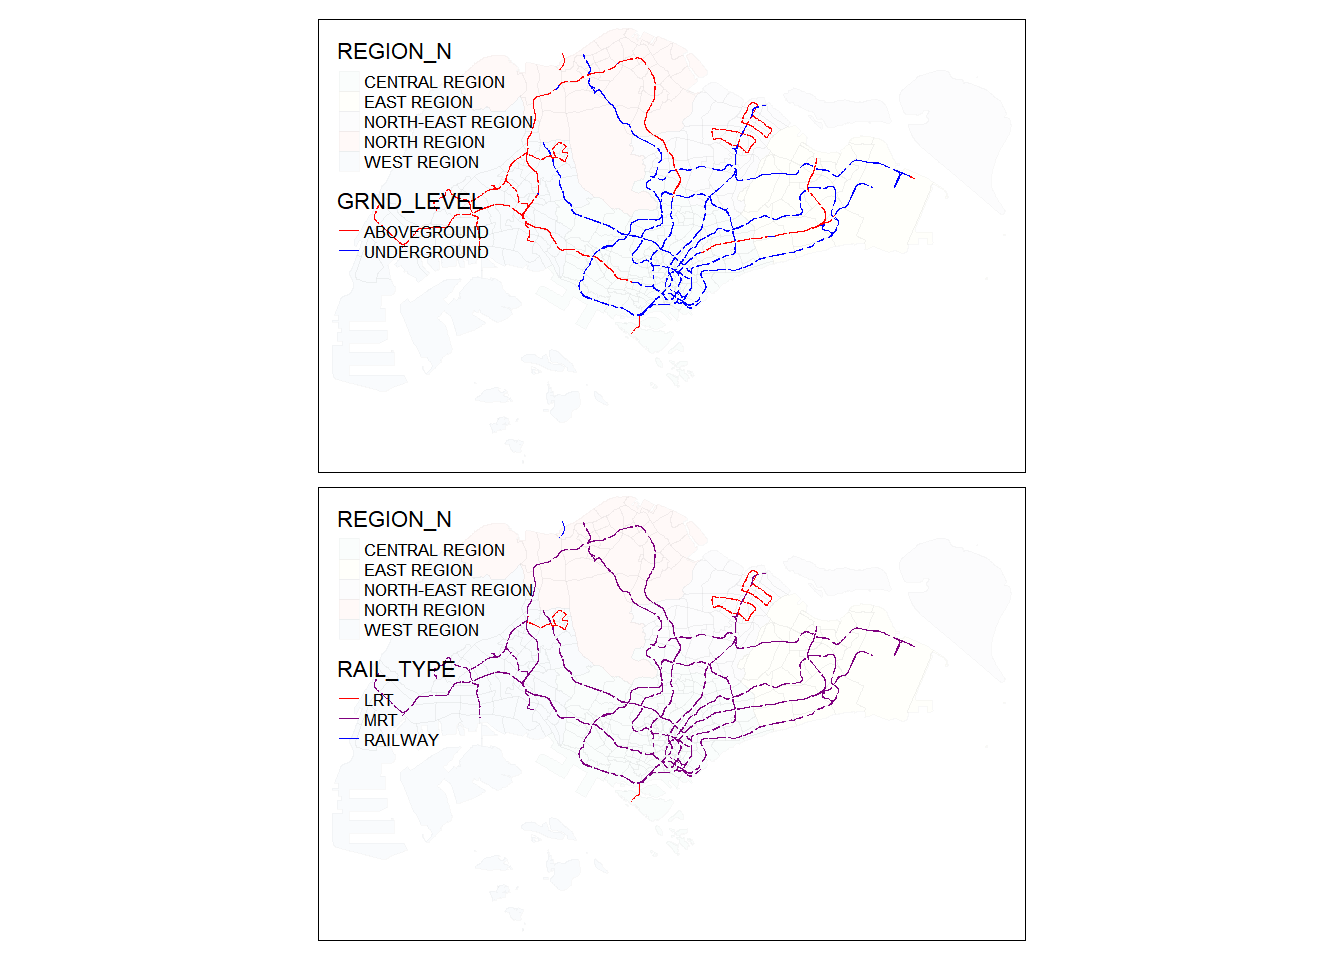 REGION_N
CENTRAL REGION
EAST REGION
NORTH-EAST REGION
NORTH REGION
WEST REGION
GRND_LEVEL
ABOVEGROUND
UNDERGROUND
REGION_N
CENTRAL REGION
EAST REGION
NORTH-EAST REGION
NORTH REGION
WEST REGION
RAIL_TYPE
LRT
MRT
RAILWAY